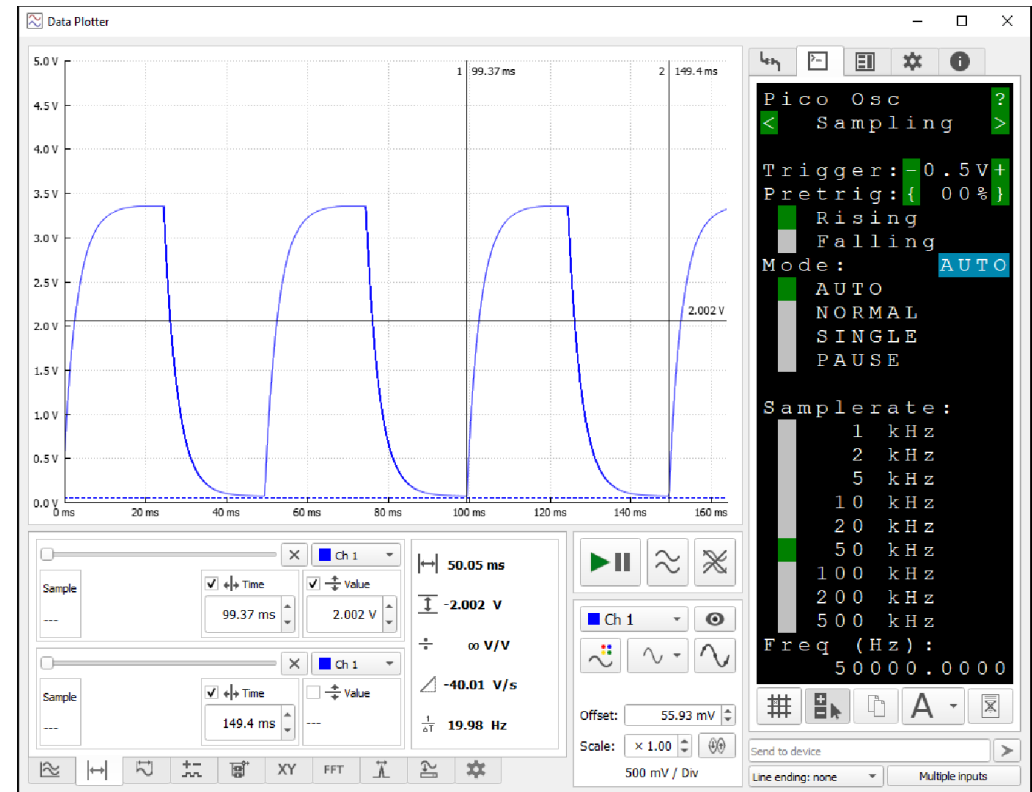 Data Plotter
5.0 V
4.5 V
4.0 V
3.5 V
3.0 V
2.5 V
2.0 V
1.5 V
1.0 V
0.5 V
0.0 V
1 99.37 ms
2 149.4 ms
2.002 V
0 ms 20 ms 40 ms 60 ms 80 ms 100 ms 120 ms 140 ms 160 ms
Ch 1
Sample
---
Time
Value
99.37 ms
2.002 V
Ch 1
Sample
---
Time
Value
149.4 ms
---
50.05 ms
-2.002 V
÷ ∞ V/V
-40.01 V/s
1/ΔT 19.98 Hz
XY
FFT
Ch 1
Offset: 55.93 mV
Scale: × 1.00
500 mV / Div
Pico Osc ?
< Sampling >
Trigger:-0.5V+
Pretrig:{ 00%}
Rising
Falling
Mode: AUTO
AUTO
NORMAL
SINGLE
PAUSE
Samplerate:
1 kHz
2 kHz
5 kHz
10 kHz
20 kHz
50 kHz
100 kHz
200 kHz
500 kHz
Freq (Hz):
50000.0000
A
Send to device
>
Line ending: none
Multiple inputs